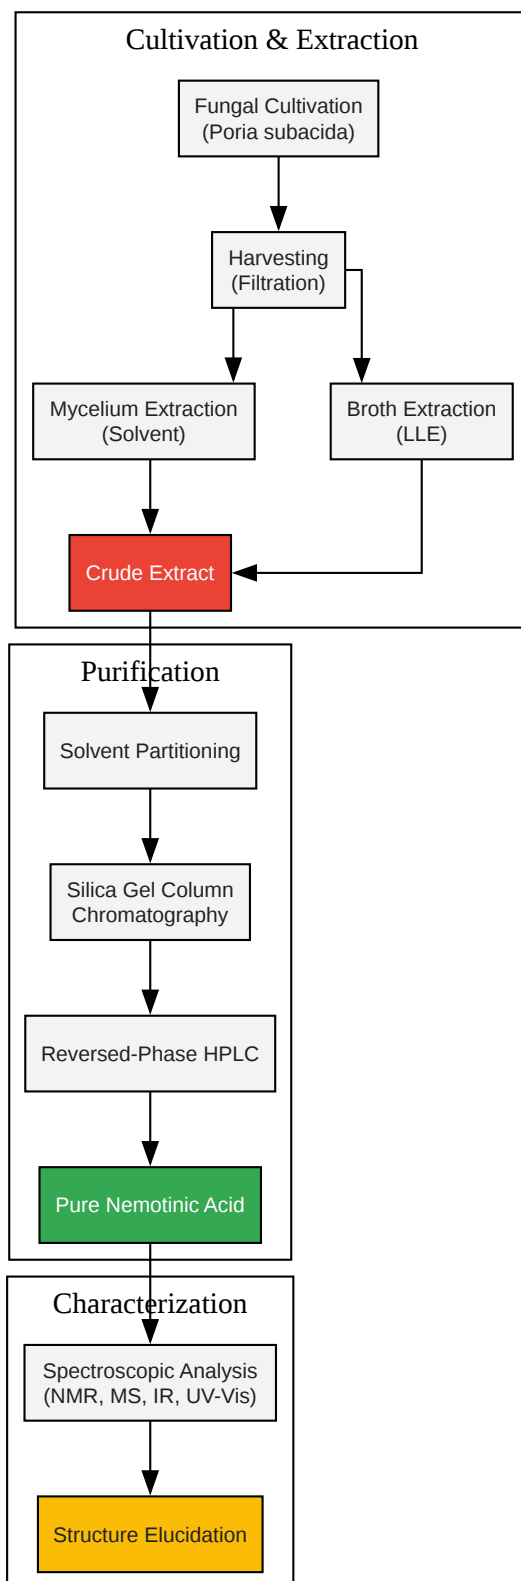 Cultivation & Extraction
Fungal Cultivation
(Poria subacida)
Harvesting
(Filtration)
Mycelium Extraction
(Solvent)
Broth Extraction
(LLE)
Crude Extract
Purification
Solvent Partitioning
Silica Gel Column
Chromatography
Reversed-Phase HPLC
Pure Nemotinic Acid
Characterization
Spectroscopic Analysis
(NMR, MS, IR, UV-Vis)
Structure Elucidation